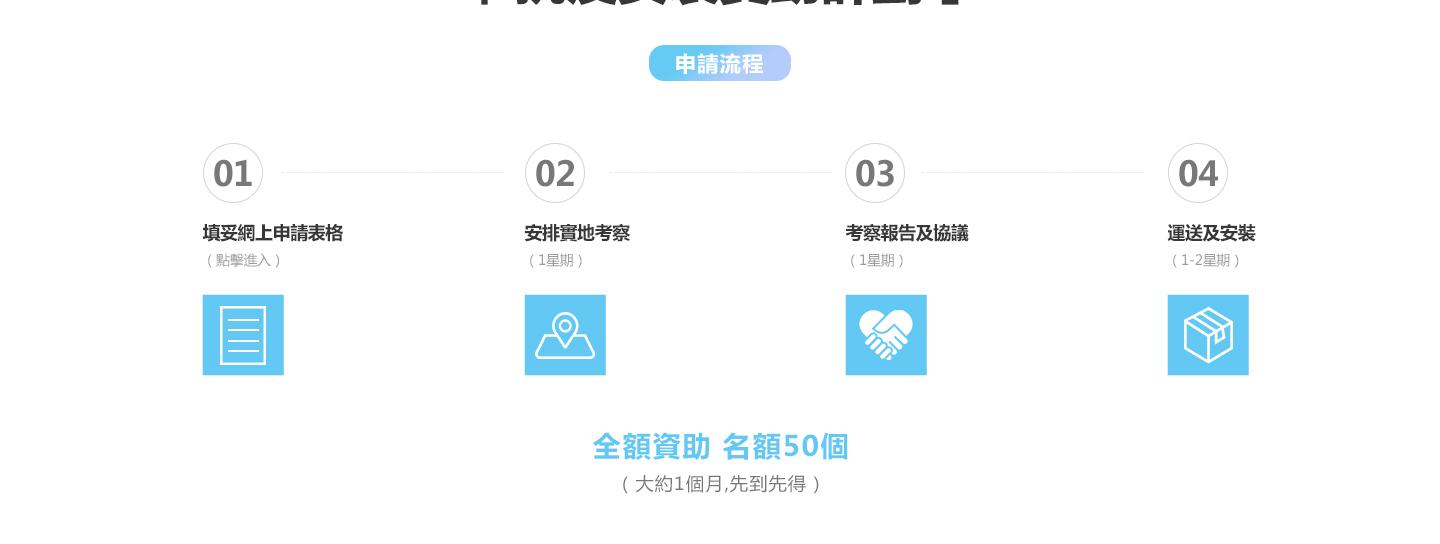 申請流程
01
02
03
04
填妥網上申請表格
安排實地考察
考察報告及協議
運送及安裝
(點擊進入)
(1星期)
(1星期)
(1-2星期)
全額資助 名額50個
(大約1個月,先到先得)